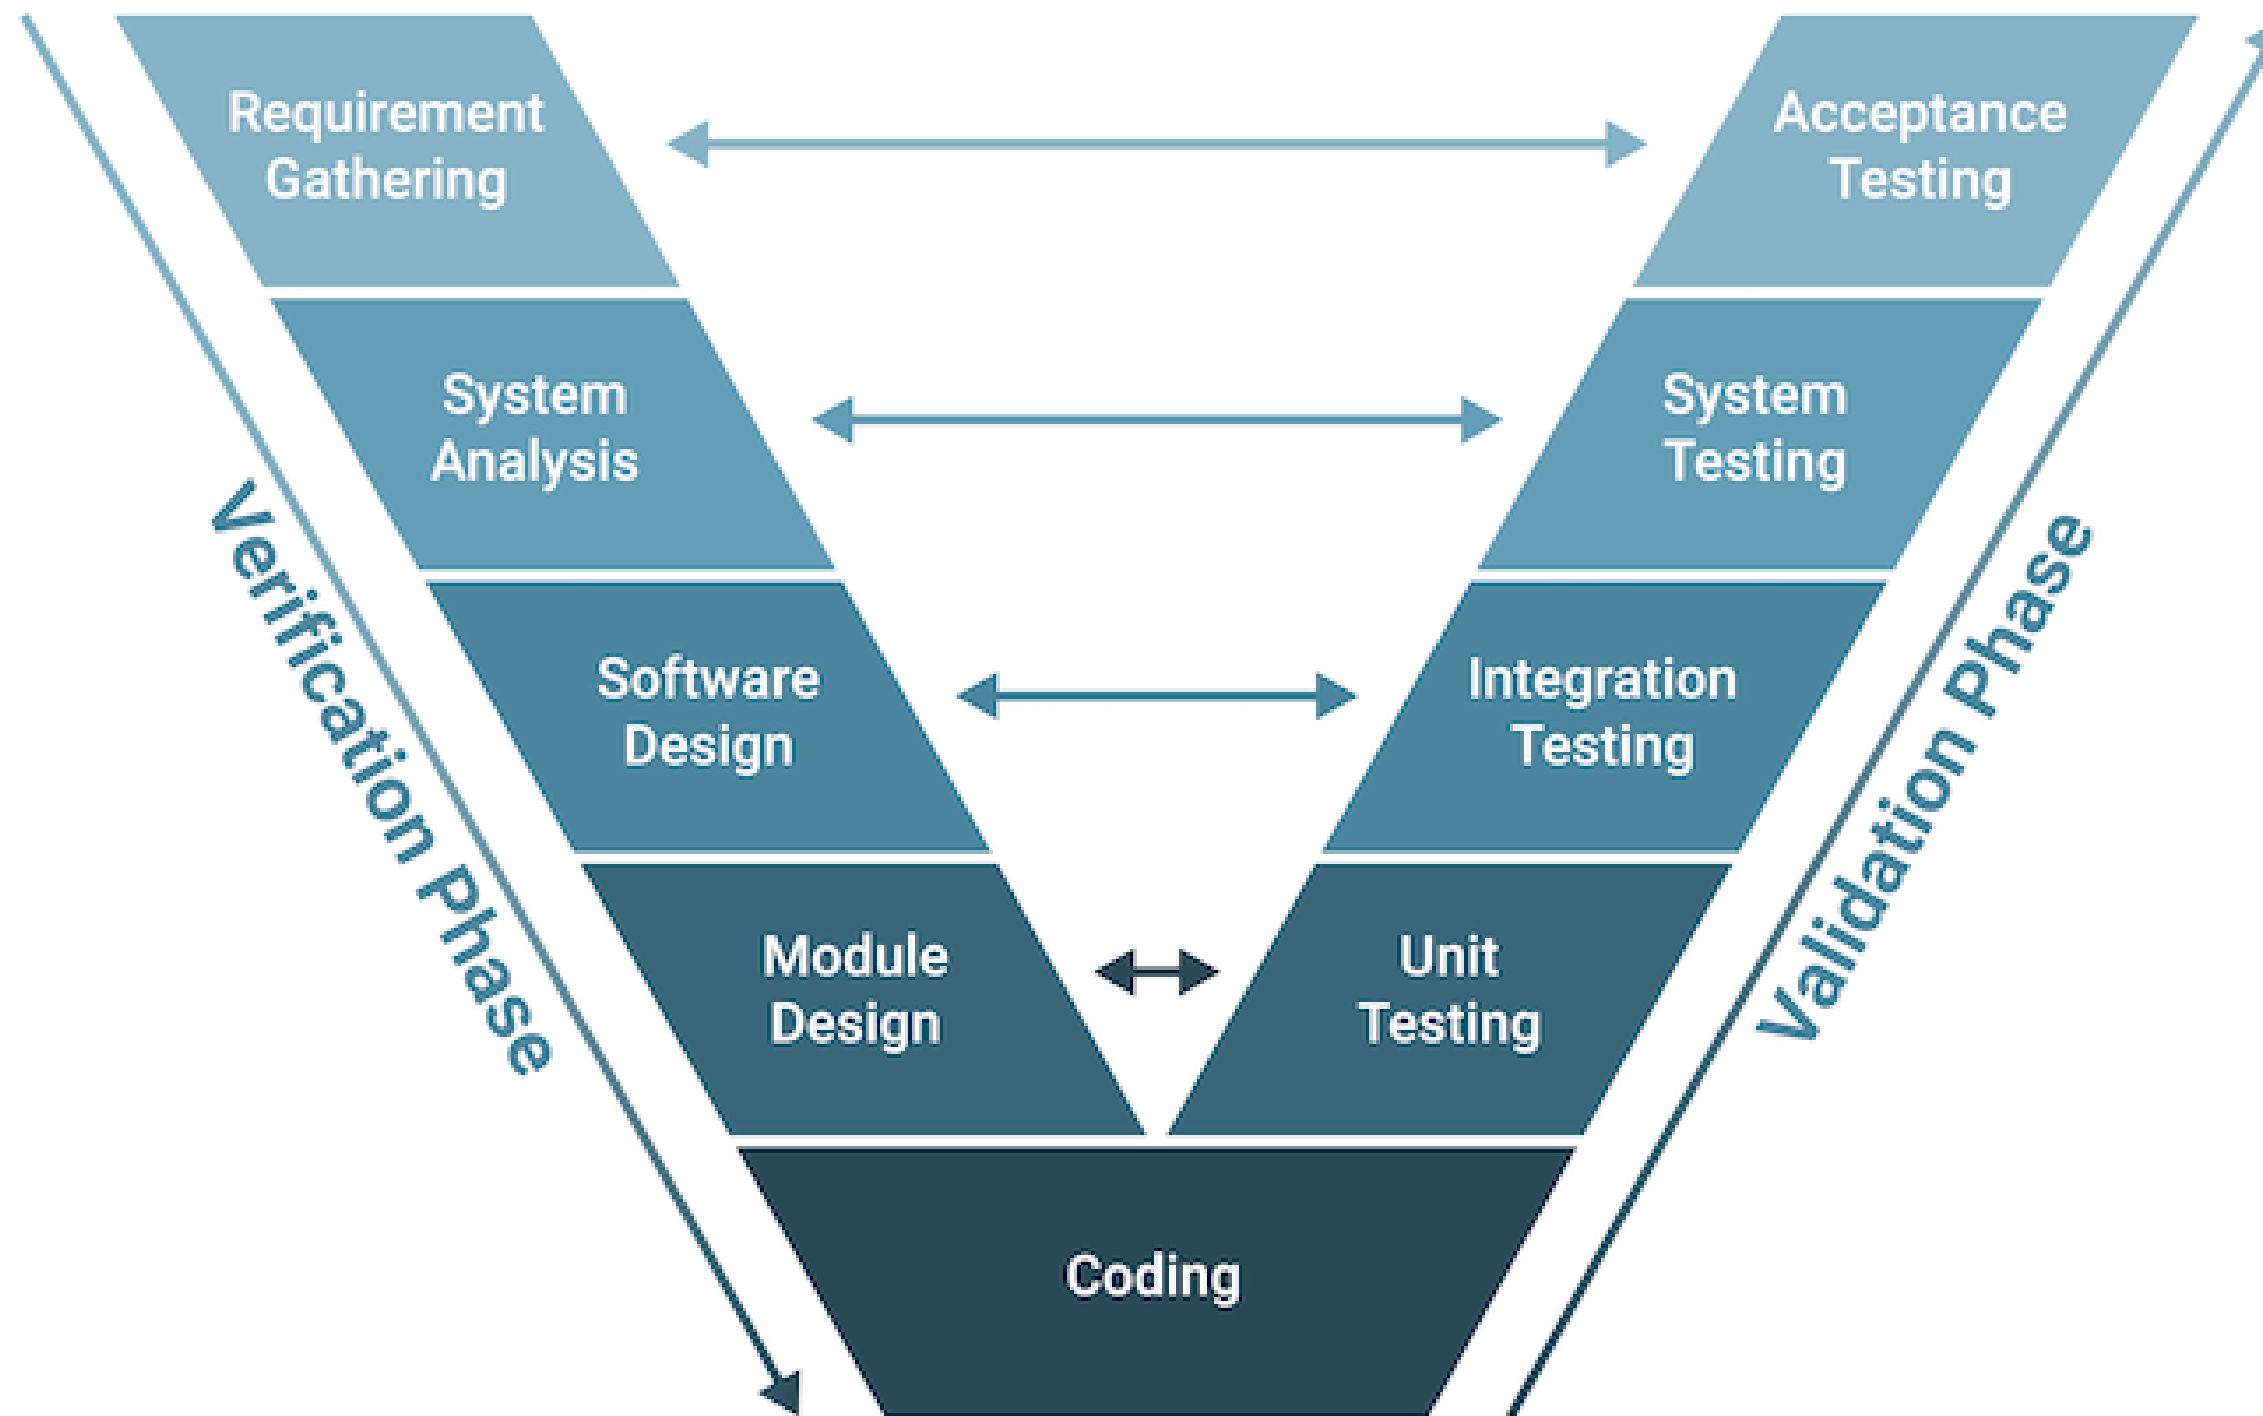 Requirement
Gathering
Acceptance
Testing
System
Analysis
System
Testing
Software
Design
Integration
Testing
Module
Design
Unit
Testing
Coding
Verification Phase
Validation Phase